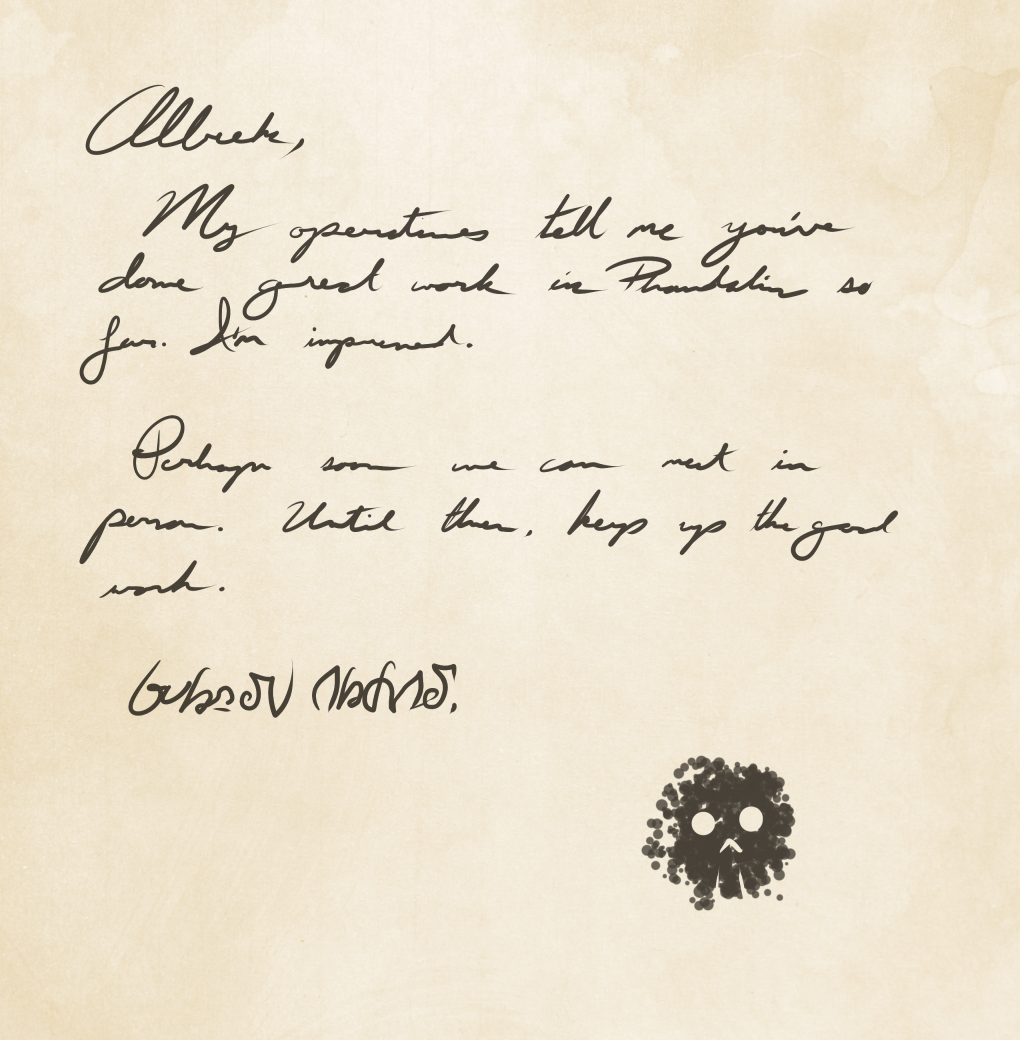 Albrek,
My operatives tell me you've
done great work in Phandalin so
far. I'm impressed.
Perhaps soon we can meet in
person. Until then, keep up the good
work.